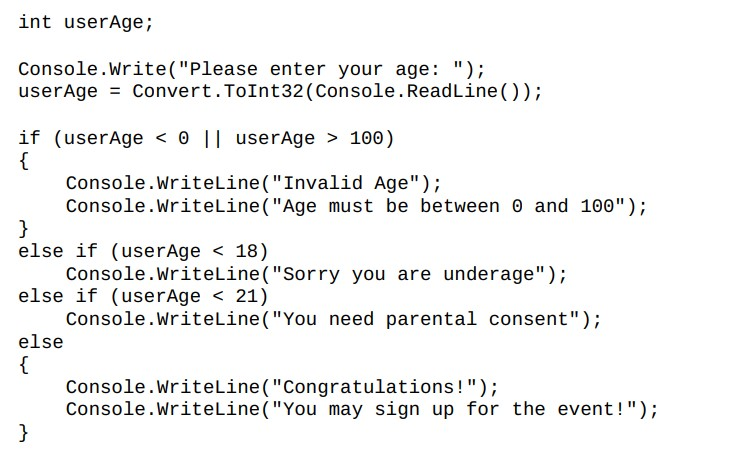 int userAge;

Console.Write("Please enter your age: ");
userAge = Convert.ToInt32(Console.ReadLine());

if (userAge < 0 || userAge > 100)
{
    Console.WriteLine("Invalid Age");
    Console.WriteLine("Age must be between 0 and 100");
}
else if (userAge < 18)
    Console.WriteLine("Sorry you are underage");
else if (userAge < 21)
    Console.WriteLine("You need parental consent");
else
{
    Console.WriteLine("Congratulations!");
    Console.WriteLine("You may sign up for the event!");
}